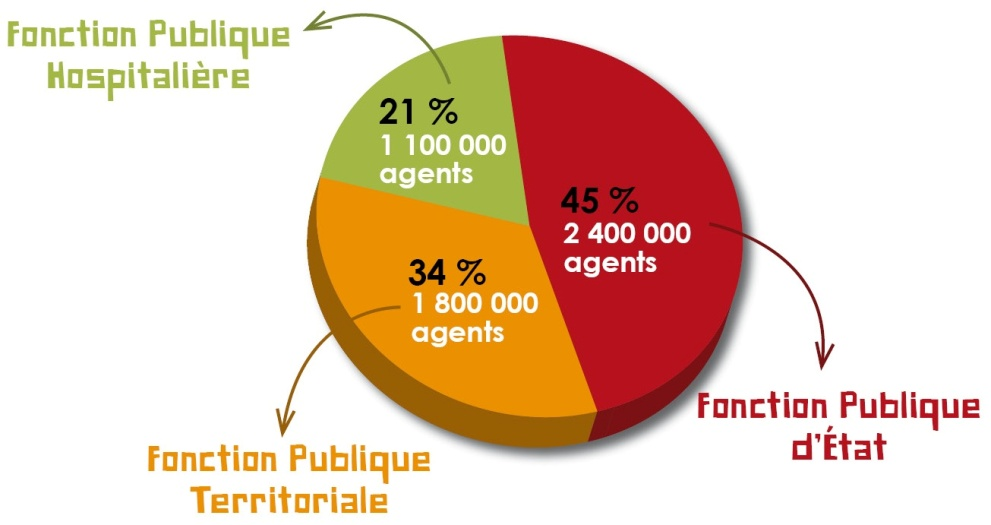 Fonction Publique
Hospitalière
21 %
1 100 000
agents
45 %
2 400 000
agents
34 %
1 800 000
agents
Fonction Publique
d'État
Fonction Publique
Territoriale